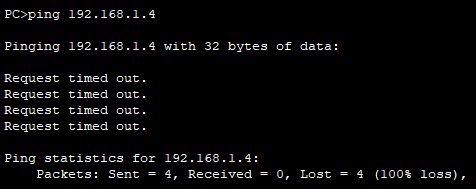 PC>ping 192.168.1.4
Pinging 192.168.1.4 with 32 bytes of data:
Request timed out.
Request timed out.
Request timed out.
Request timed out.
Ping statistics for 192.168.1.4:
Packets: Sent = 4, Received = 0, Lost = 4 (100% loss),